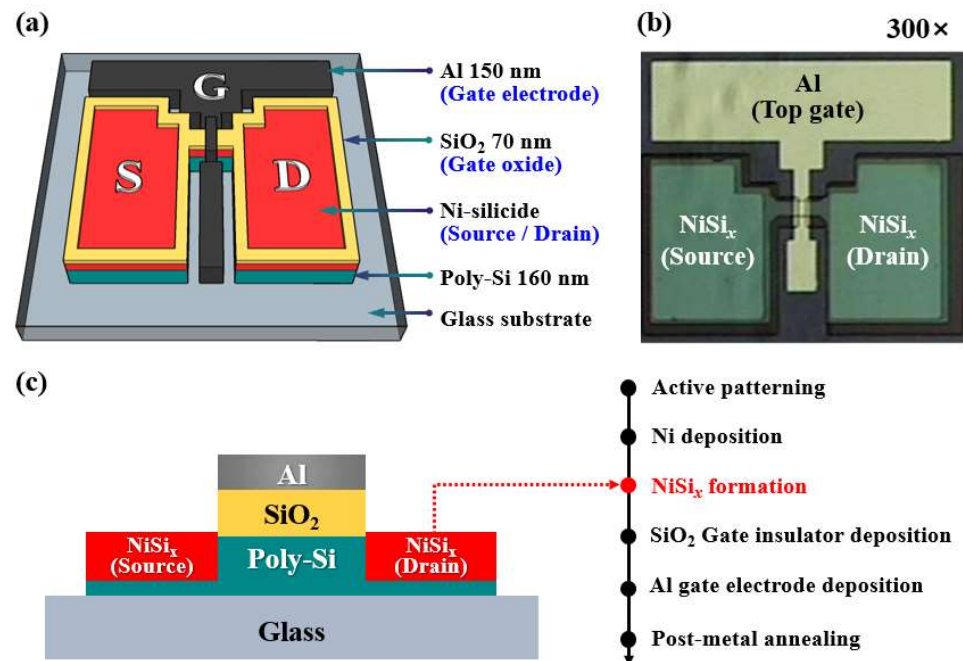 (a)
G
S
D
Al 150 nm
(Gate electrode)
SiO₂ 70 nm
(Gate oxide)
Ni-silicide
(Source / Drain)
Poly-Si 160 nm
Glass substrate
(b)
300×
Al
(Top gate)
NiSiₓ
(Source)
NiSiₓ
(Drain)
(c)
Al
SiO₂
Poly-Si
NiSiₓ
(Source)
NiSiₓ
(Drain)
Glass
Active patterning
Ni deposition
NiSiₓ formation
SiO₂ Gate insulator deposition
Al gate electrode deposition
Post-metal annealing